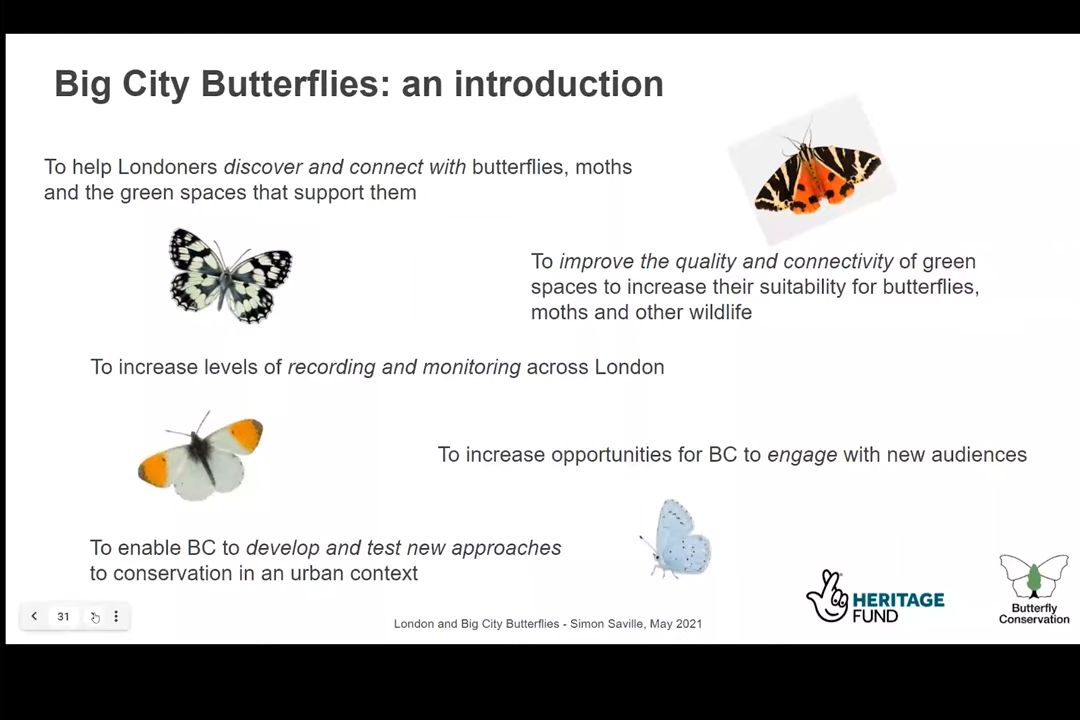 Big City Butterflies: an introduction
To help Londoners discover and connect with butterflies, moths
and the green spaces that support them
To improve the quality and connectivity of green
spaces to increase their suitability for butterflies,
moths and other wildlife
To increase levels of recording and monitoring across London
To increase opportunities for BC to engage with new audiences
To enable BC to develop and test new approaches
to conservation in an urban context
31
London and Big City Butterflies - Simon Saville, May 2021
HERITAGE
FUND
Butterfly
Conservation